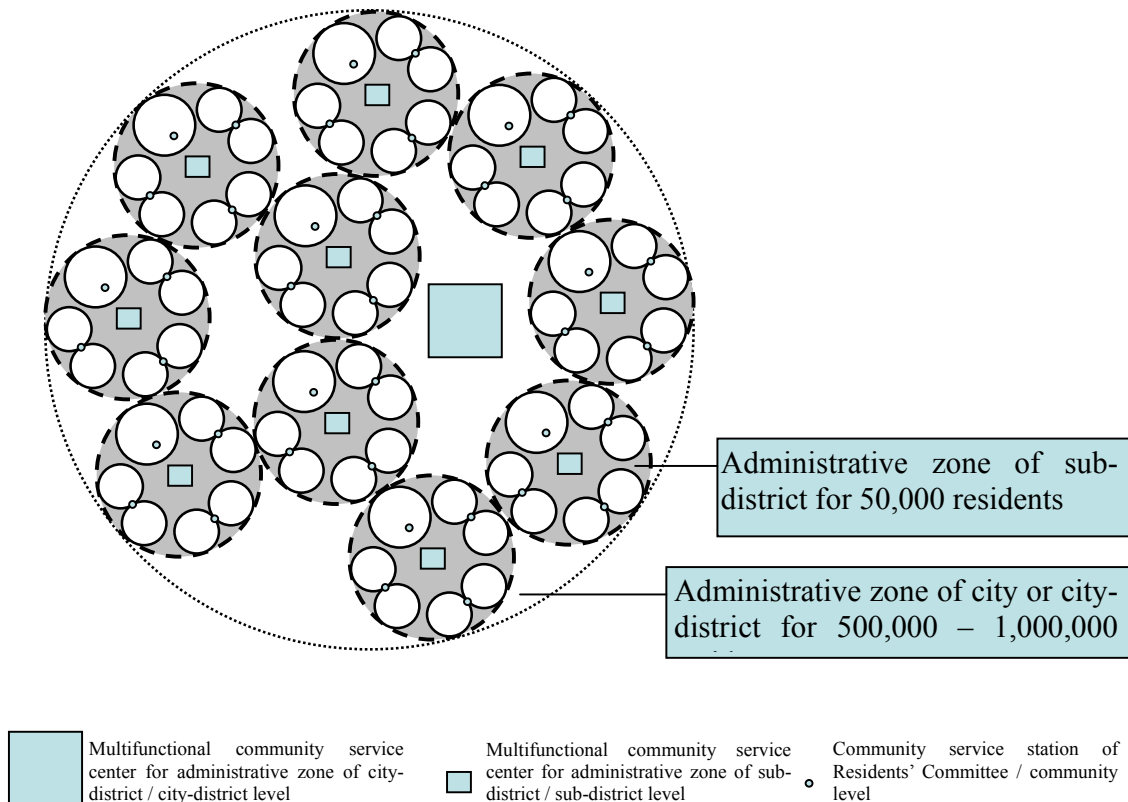 Administrative zone of sub-
district for 50,000 residents
Administrative zone of city or city-
district for 500,000 – 1,000,000
Multifunctional community service
center for administrative zone of city-
district / city-district level
Multifunctional community service
center for administrative zone of sub-
district / sub-district level
Community service station of
Residents’ Committee / community
level